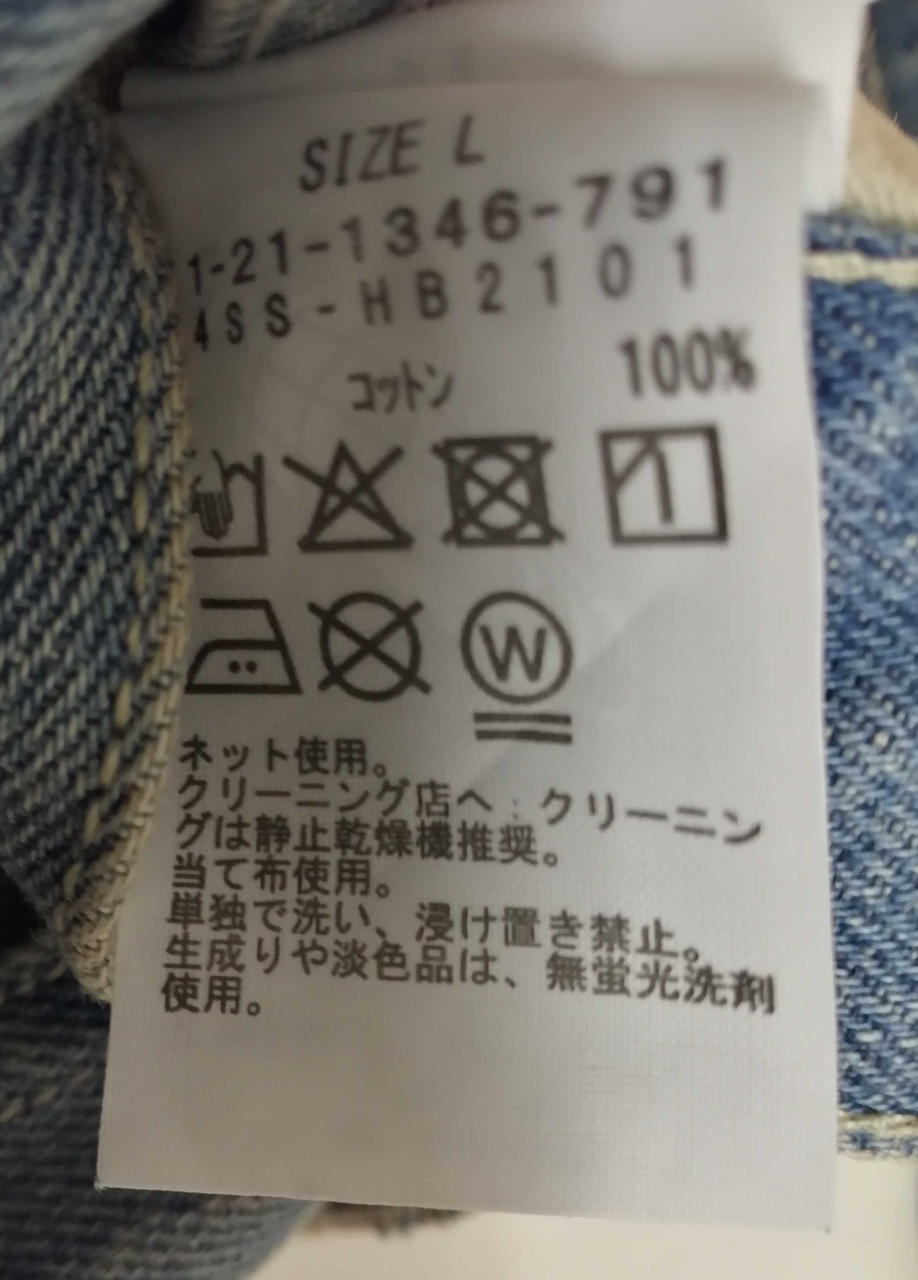 SIZE L
1-21-1346-791
4SS-HB2101
コットン 100%
W
ネット使用。
クリーニング店へ：クリーニン
グは静止乾燥機推奨。
当て布使用。
単独で洗い、浸け置き禁止。
生成りや淡色品は、無蛍光洗剤
使用。